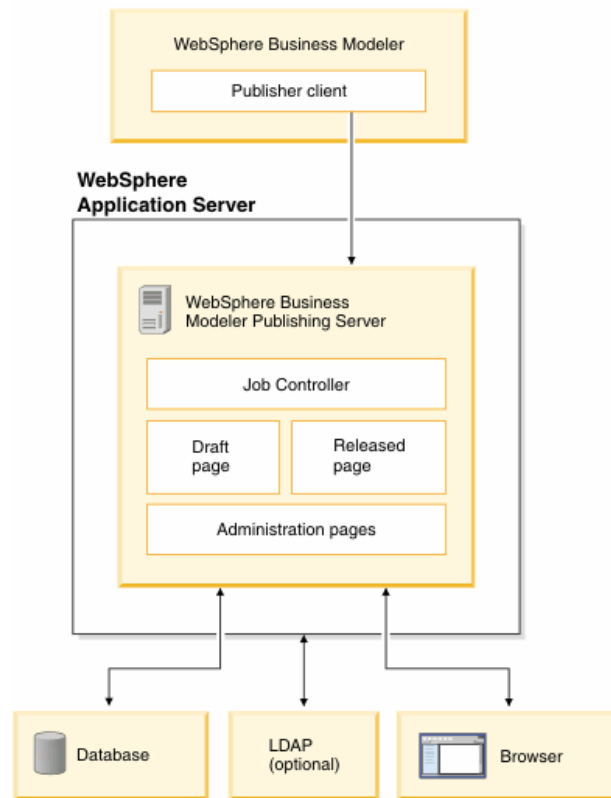 WebSphere Business Modeler
Publisher client
WebSphere
Application Server
WebSphere Business
Modeler Publishing Server
Job Controller
Draft
page
Released
page
Administration pages
Database
LDAP
(optional)
Browser